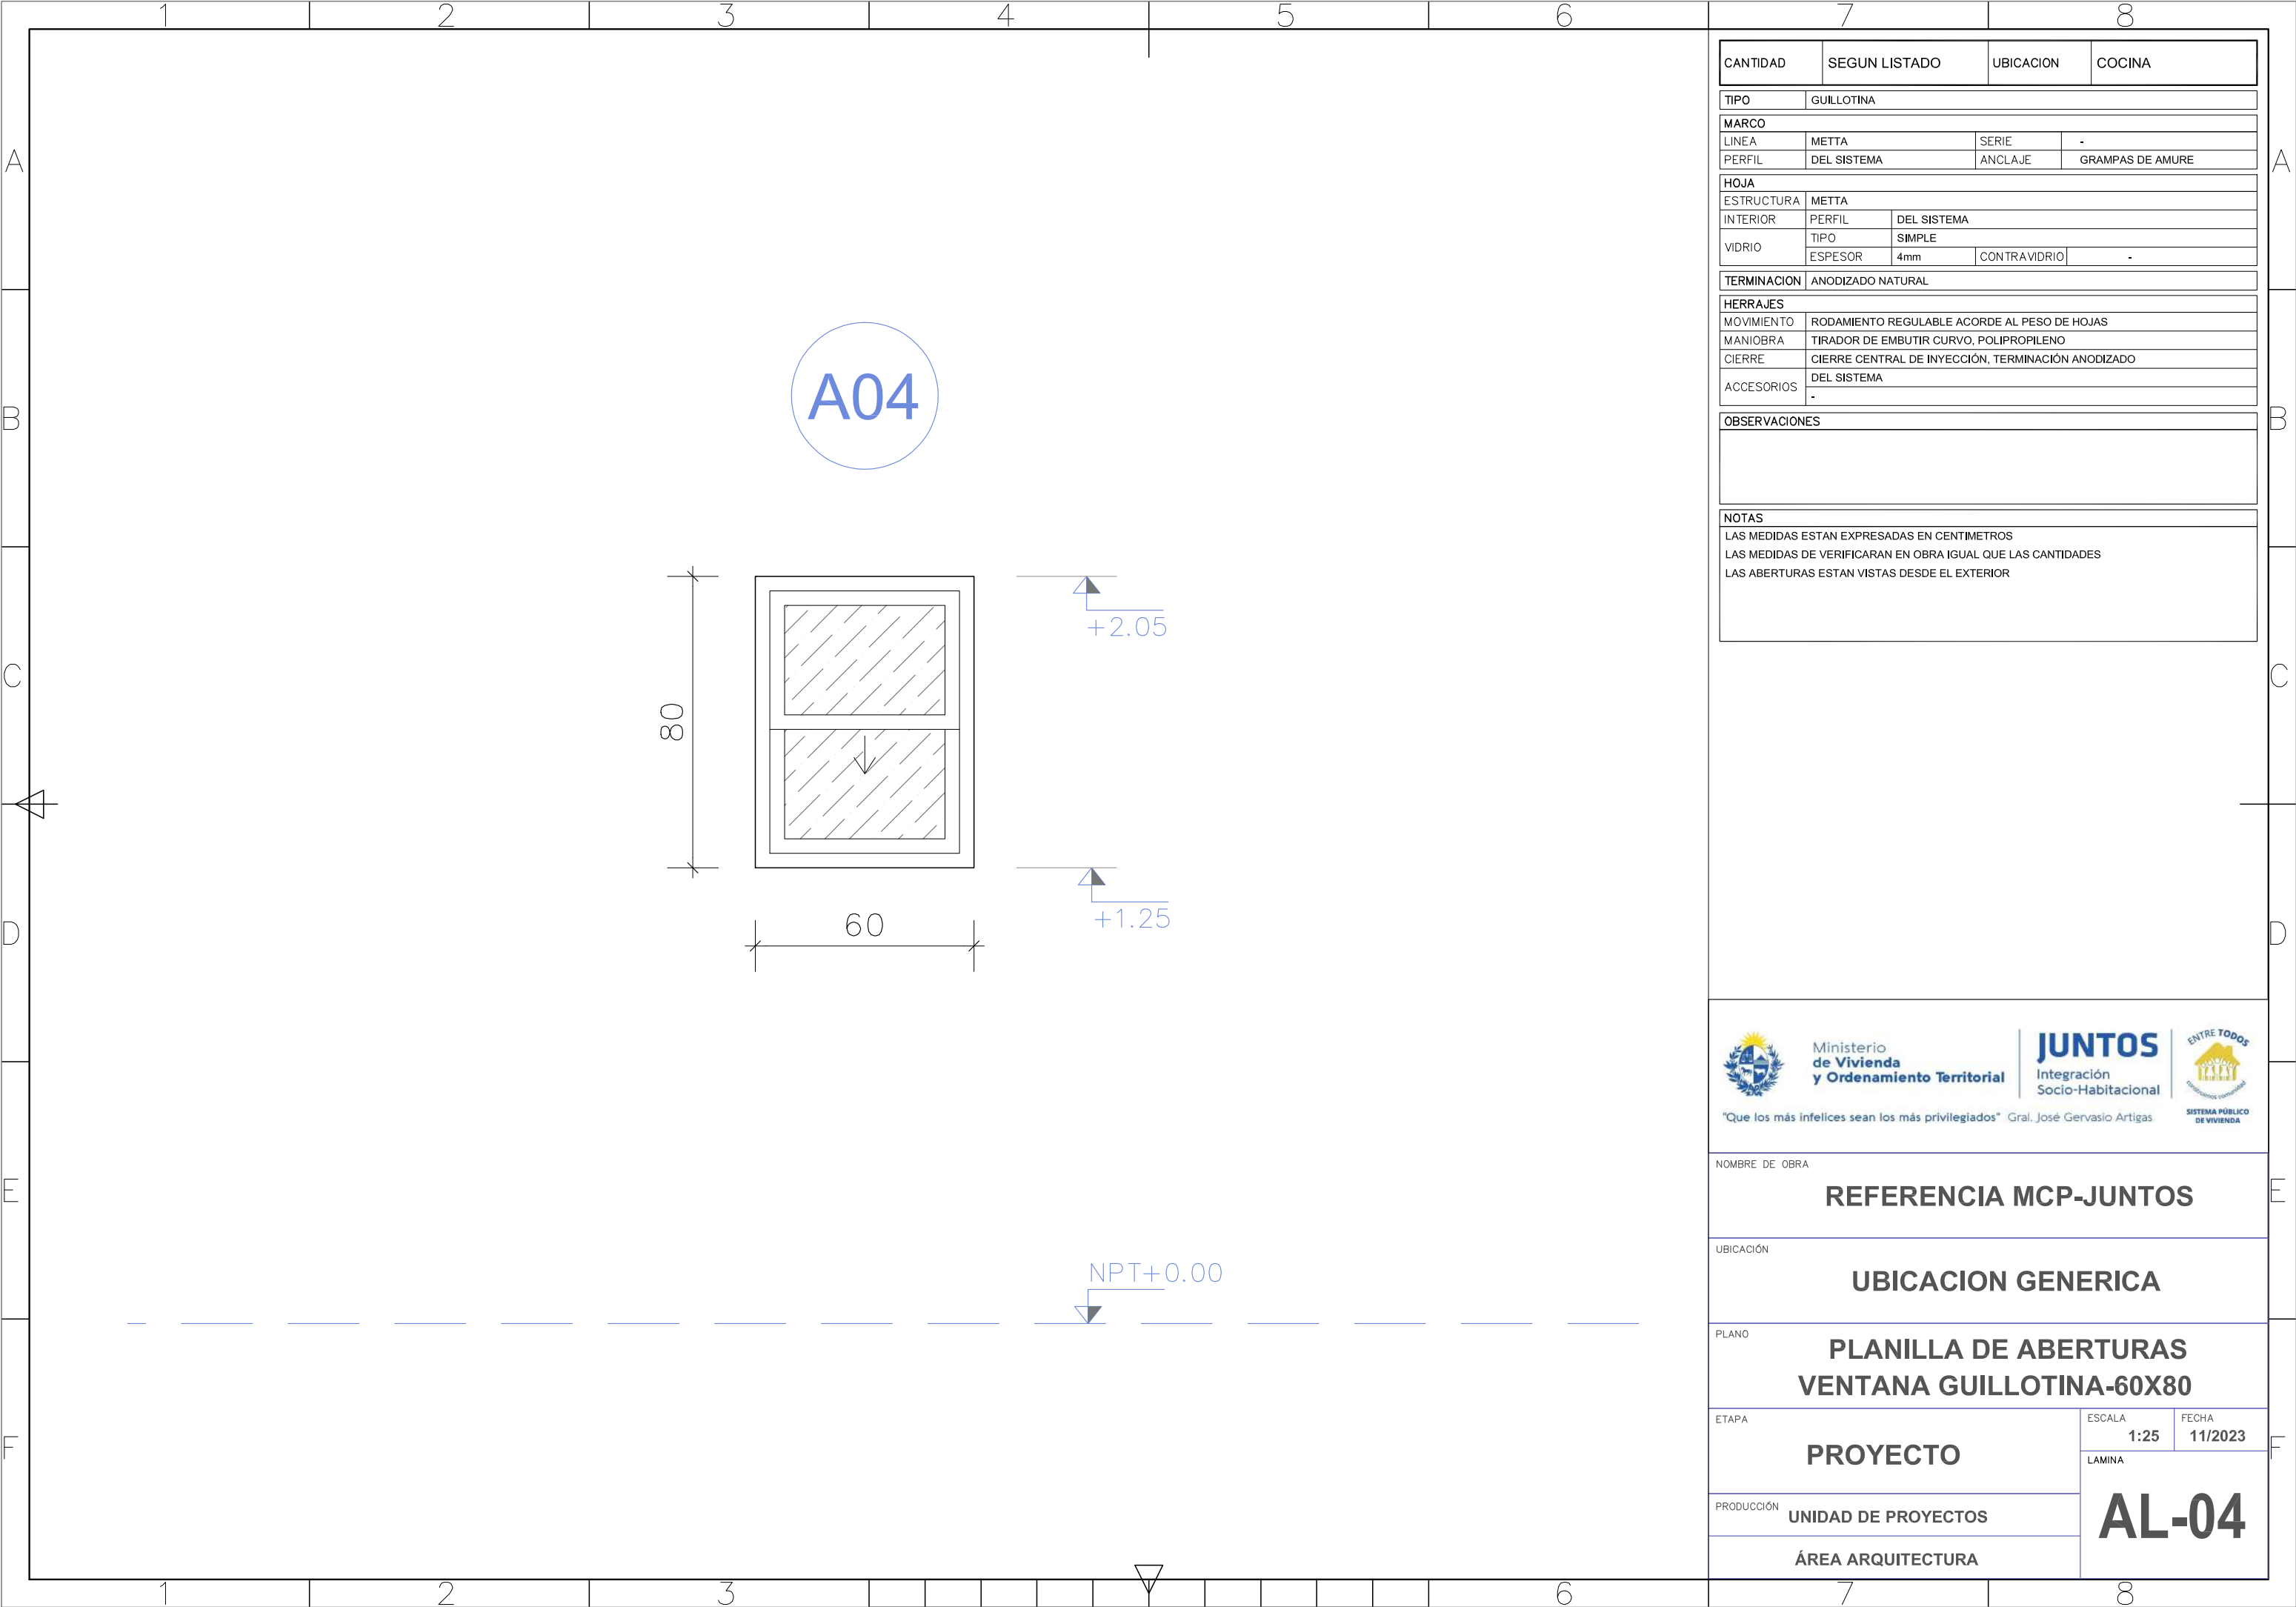 1 2 3 4 5 6 7 8
A
B
C
D
E
F
A04
80
60
+2.05
+1.25
NPT+0.00
CANTIDAD SEGUN LISTADO UBICACION COCINA
TIPO GUILLOTINA
MARCO
LINEA METTA SERIE -
PERFIL DEL SISTEMA ANCLAJE GRAMPAS DE AMURE
HOJA
ESTRUCTURA METTA
INTERIOR PERFIL DEL SISTEMA
VIDRIO TIPO SIMPLE
ESPESOR 4mm CONTRAVIDRIO -
TERMINACION ANODIZADO NATURAL
HERRAJES
MOVIMIENTO RODAMIENTO REGULABLE ACORDE AL PESO DE HOJAS
MANIOBRA TIRADOR DE EMBUTIR CURVO, POLIPROPILENO
CIERRE CIERRE CENTRAL DE INYECCIÓN, TERMINACIÓN ANODIZADO
ACCESORIOS DEL SISTEMA
-
OBSERVACIONES
NOTAS
LAS MEDIDAS ESTAN EXPRESADAS EN CENTIMETROS
LAS MEDIDAS DE VERIFICARAN EN OBRA IGUAL QUE LAS CANTIDADES
LAS ABERTURAS ESTAN VISTAS DESDE EL EXTERIOR
A
B
C
D
E
F
Ministerio
de Vivienda
y Ordenamiento Territorial
JUNTOS
Integración
Socio-Habitacional
ENTRE TODOS
construimos comunidad
SISTEMA PÚBLICO
DE VIVIENDA
"Que los más infelices sean los más privilegiados" Gral. José Gervasio Artigas
NOMBRE DE OBRA
REFERENCIA MCP-JUNTOS
UBICACIÓN
UBICACION GENERICA
PLANO
PLANILLA DE ABERTURAS
VENTANA GUILLOTINA-60X80
ETAPA
PROYECTO
ESCALA
1:25
FECHA
11/2023
LAMINA
AL-04
PRODUCCIÓN UNIDAD DE PROYECTOS
ÁREA ARQUITECTURA
1 2 3 6 7 8